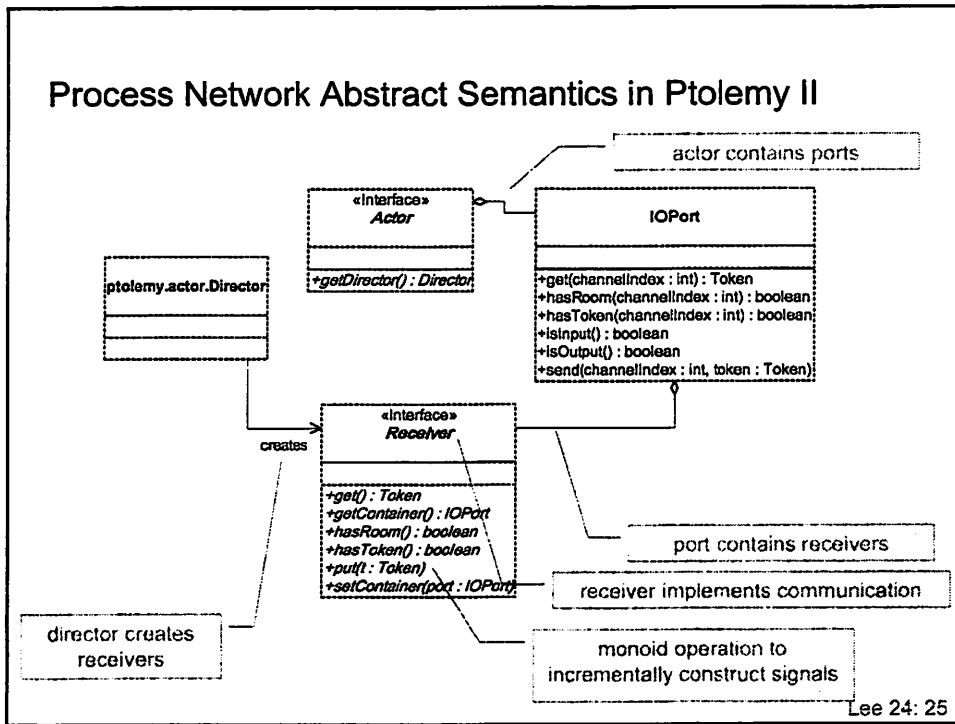 Process Network Abstract Semantics in Ptolemy II
actor contains ports
«Interface»
Actor
+getDirector() : Director
IOPort
+get(channelIndex : int) : Token
+hasRoom(channelIndex : int) : boolean
+hasToken(channelIndex : int) : boolean
+isInput() : boolean
+isOutput() : boolean
+send(channelIndex : int, token : Token)
ptolemy.actor.Director
creates
«Interface»
Receiver
+get() : Token
+getContainer() : IOPort
+hasRoom() : boolean
+hasToken() : boolean
+put(t : Token)
+setContainer(port : IOPort)
port contains receivers
receiver implements communication
director creates
receivers
monoid operation to
incrementally construct signals
Lee 24: 25